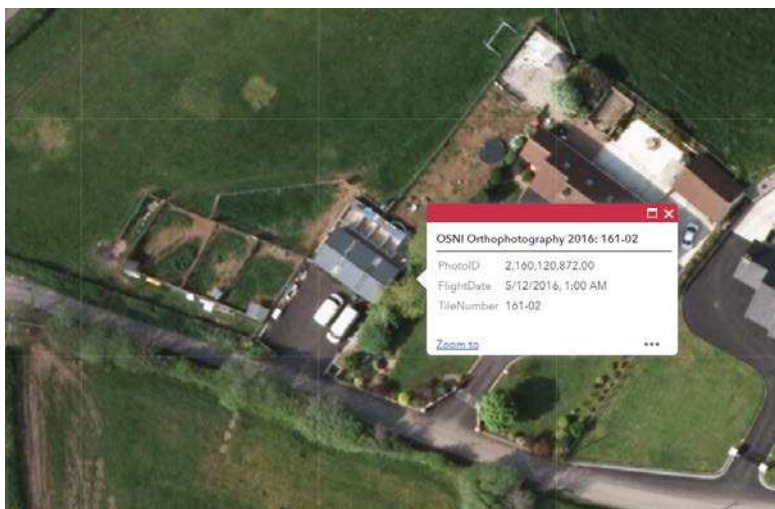 OSNI Orthophotography 2016: 161-02
PhotoID 2,160,120,872.00
FlightDate 5/12/2016, 1:00 AM
TileNumber 161-02
Zoom to